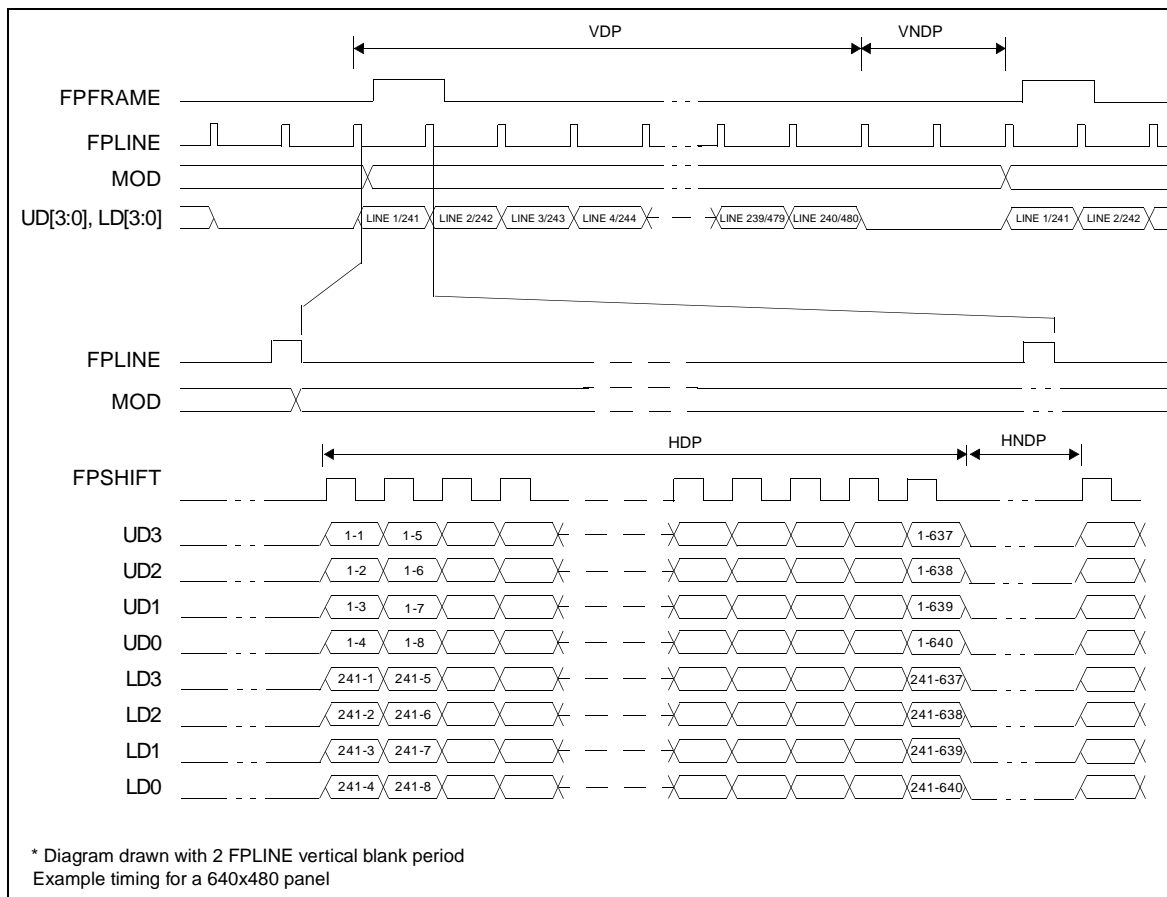 VDP VNDP
FPFRAME
FPLINE
MOD
UD[3:0], LD[3:0] LINE 1/241 LINE 2/242 LINE 3/243 LINE 4/244 LINE 239/479 LINE 240/480 LINE 1/241 LINE 2/242
FPLINE
MOD
HDP HNDP
FPSHIFT
UD3 1-1 1-5 1-637
UD2 1-2 1-6 1-638
UD1 1-3 1-7 1-639
UD0 1-4 1-8 1-640
LD3 241-1 241-5 241-637
LD2 241-2 241-6 241-638
LD1 241-3 241-7 241-639
LD0 241-4 241-8 241-640
* Diagram drawn with 2 FPLINE vertical blank period
Example timing for a 640x480 panel